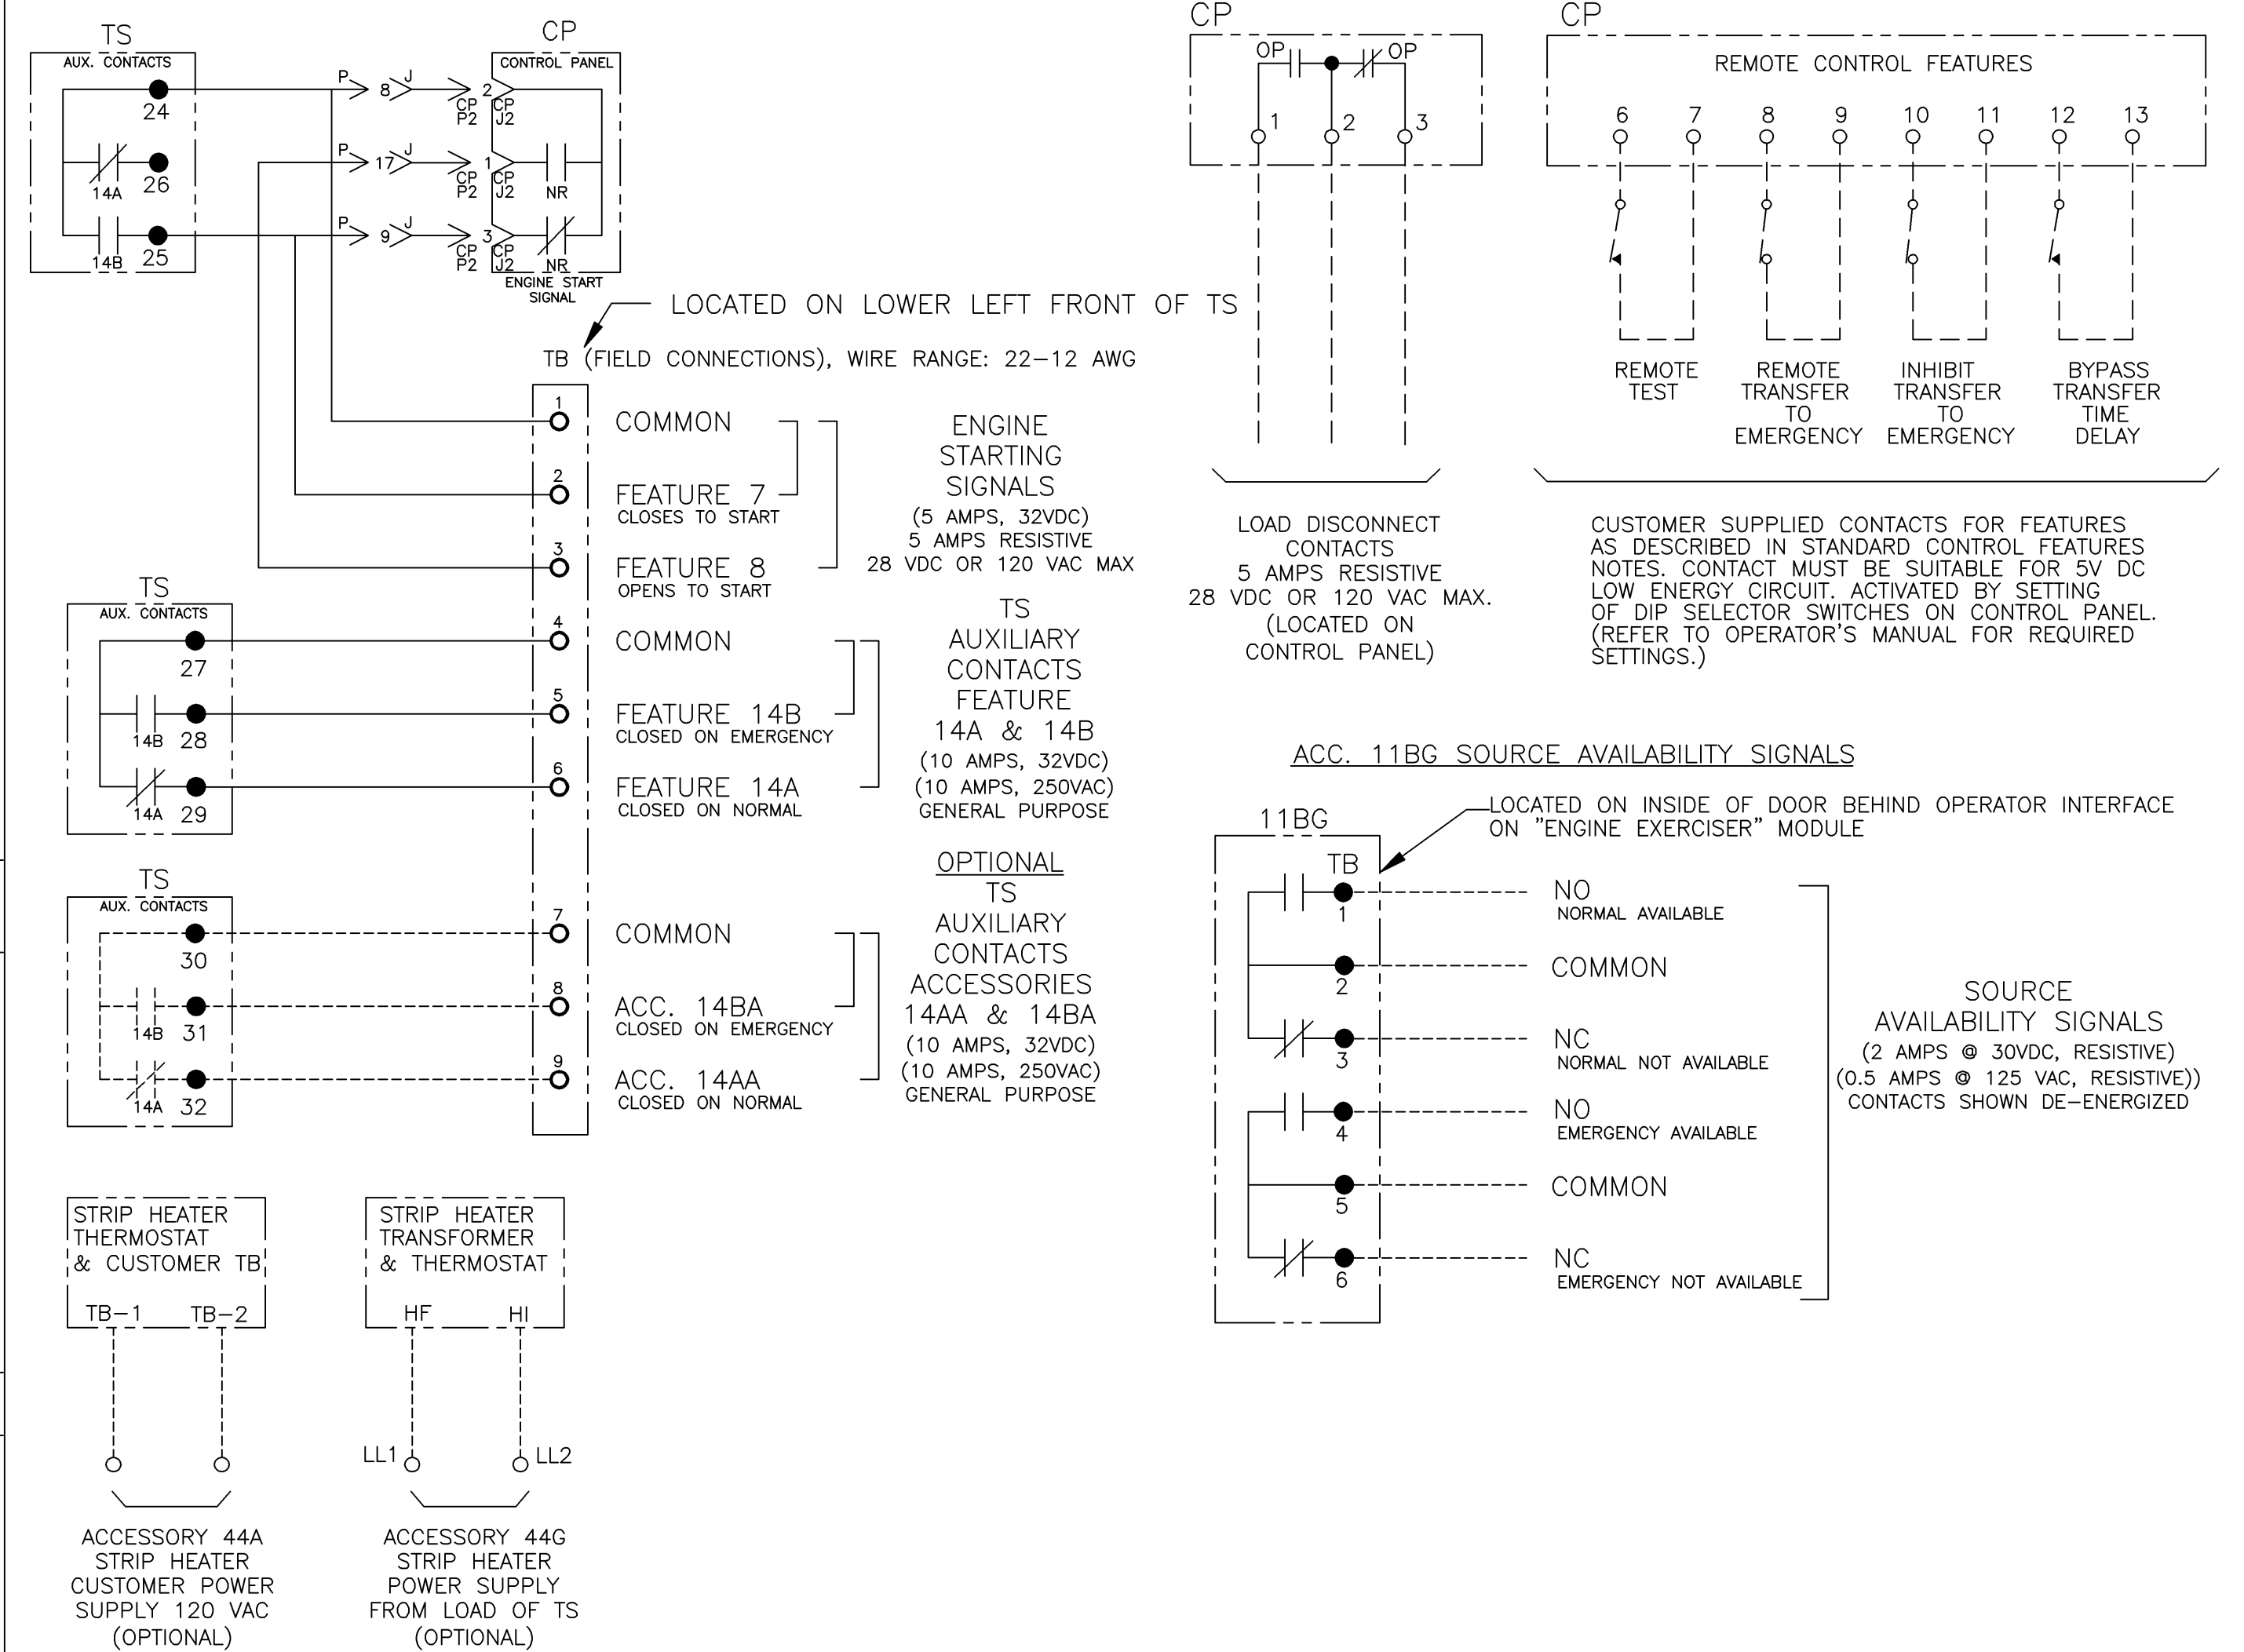 TS
AUX. CONTACTS
24
14A
26
14B
25
P
8
J
CP
P2
2
CP
J2
P
17
J
CP
P2
1
CP
J2
NR
P
9
J
CP
P2
3
CP
J2
NR
CP
CONTROL PANEL
ENGINE START
SIGNAL
LOCATED ON LOWER LEFT FRONT OF TS
TB (FIELD CONNECTIONS), WIRE RANGE: 22-12 AWG
1
COMMON
2
FEATURE 7
CLOSES TO START
3
FEATURE 8
OPENS TO START
ENGINE
STARTING
SIGNALS
(5 AMPS, 32VDC)
5 AMPS RESISTIVE
28 VDC OR 120 VAC MAX
TS
AUX. CONTACTS
27
14B
28
14A
29
4
COMMON
5
FEATURE 14B
CLOSED ON EMERGENCY
6
FEATURE 14A
CLOSED ON NORMAL
TS
AUXILIARY
CONTACTS
FEATURE
14A & 14B
(10 AMPS, 32VDC)
(10 AMPS, 250VAC)
GENERAL PURPOSE
TS
AUX. CONTACTS
30
14B
31
14A
32
7
COMMON
8
ACC. 14BA
CLOSED ON EMERGENCY
9
ACC. 14AA
CLOSED ON NORMAL
OPTIONAL
TS
AUXILIARY
CONTACTS
ACCESSORIES
14AA & 14BA
(10 AMPS, 32VDC)
(10 AMPS, 250VAC)
GENERAL PURPOSE
STRIP HEATER
THERMOSTAT
& CUSTOMER TB
TB-1
TB-2
ACCESSORY 44A
STRIP HEATER
CUSTOMER POWER
SUPPLY 120 VAC
(OPTIONAL)
STRIP HEATER
TRANSFORMER
& THERMOSTAT
HF
HI
LL1
LL2
ACCESSORY 44G
STRIP HEATER
POWER SUPPLY
FROM LOAD OF TS
(OPTIONAL)
CP
OP
OP
1
2
3
LOAD DISCONNECT
CONTACTS
5 AMPS RESISTIVE
28 VDC OR 120 VAC MAX.
(LOCATED ON
CONTROL PANEL)
CP
REMOTE CONTROL FEATURES
6
7
8
9
10
11
12
13
REMOTE
TEST
REMOTE
TRANSFER
TO
EMERGENCY
INHIBIT
TRANSFER
TO
EMERGENCY
BYPASS
TRANSFER
TIME
DELAY
CUSTOMER SUPPLIED CONTACTS FOR FEATURES
AS DESCRIBED IN STANDARD CONTROL FEATURES
NOTES. CONTACT MUST BE SUITABLE FOR 5V DC
LOW ENERGY CIRCUIT. ACTIVATED BY SETTING
OF DIP SELECTOR SWITCHES ON CONTROL PANEL.
(REFER TO OPERATOR'S MANUAL FOR REQUIRED
SETTINGS.)
ACC. 11BG SOURCE AVAILABILITY SIGNALS
LOCATED ON INSIDE OF DOOR BEHIND OPERATOR INTERFACE
ON "ENGINE EXERCISER" MODULE
11BG
TB
1
NO
NORMAL AVAILABLE
2
COMMON
3
NC
NORMAL NOT AVAILABLE
4
NO
EMERGENCY AVAILABLE
5
COMMON
6
NC
EMERGENCY NOT AVAILABLE
SOURCE
AVAILABILITY SIGNALS
(2 AMPS @ 30VDC, RESISTIVE)
(0.5 AMPS @ 125 VAC, RESISTIVE))
CONTACTS SHOWN DE-ENERGIZED